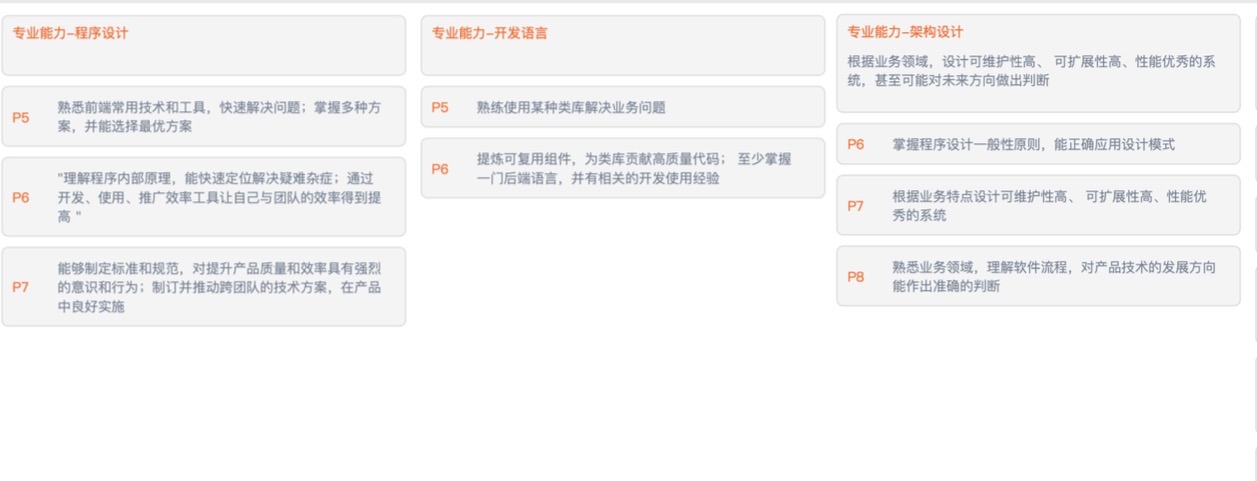 专业能力-程序设计
P5
熟悉前端常用技术和工具，快速解决问题；掌握多种方
案，并能选择最优方案
P6
"理解程序内部原理，能快速定位解决疑难杂症；通过
开发、使用、推广效率工具让自己与团队的效率得到提
高 "
P7
能够制定标准和规范，对提升产品质量和效率具有强烈
的意识和行为；制订并推动跨团队的技术方案，在产品
中良好实施
专业能力-开发语言
P5
熟练使用某种类库解决业务问题
P6
提炼可复用组件，为类库贡献高质量代码； 至少掌握
一门后端语言，并有相关的开发使用经验
专业能力-架构设计
根据业务领域，设计可维护性高、 可扩展性高、性能优秀的系
统，甚至可能对未来方向做出判断
P6
掌握程序设计一般性原则，能正确应用设计模式
P7
根据业务特点设计可维护性高、 可扩展性高、性能优
秀的系统
P8
熟悉业务领域，理解软件流程，对产品技术的发展方向
能作出准确的判断